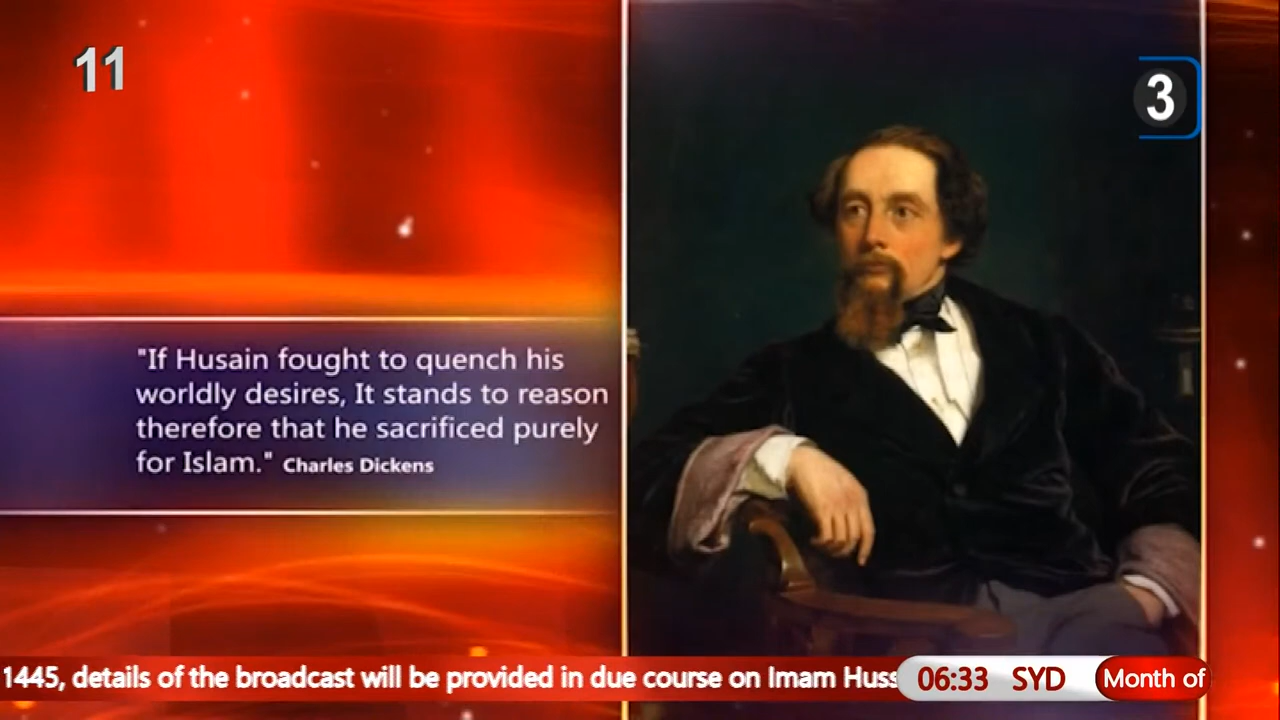 11
3
"If Husain fought to quench his
worldly desires, It stands to reason
therefore that he sacrificed purely
for Islam." Charles Dickens
1445, details of the broadcast will be provided in due course on Imam Huss
06:33 SYD
Month of